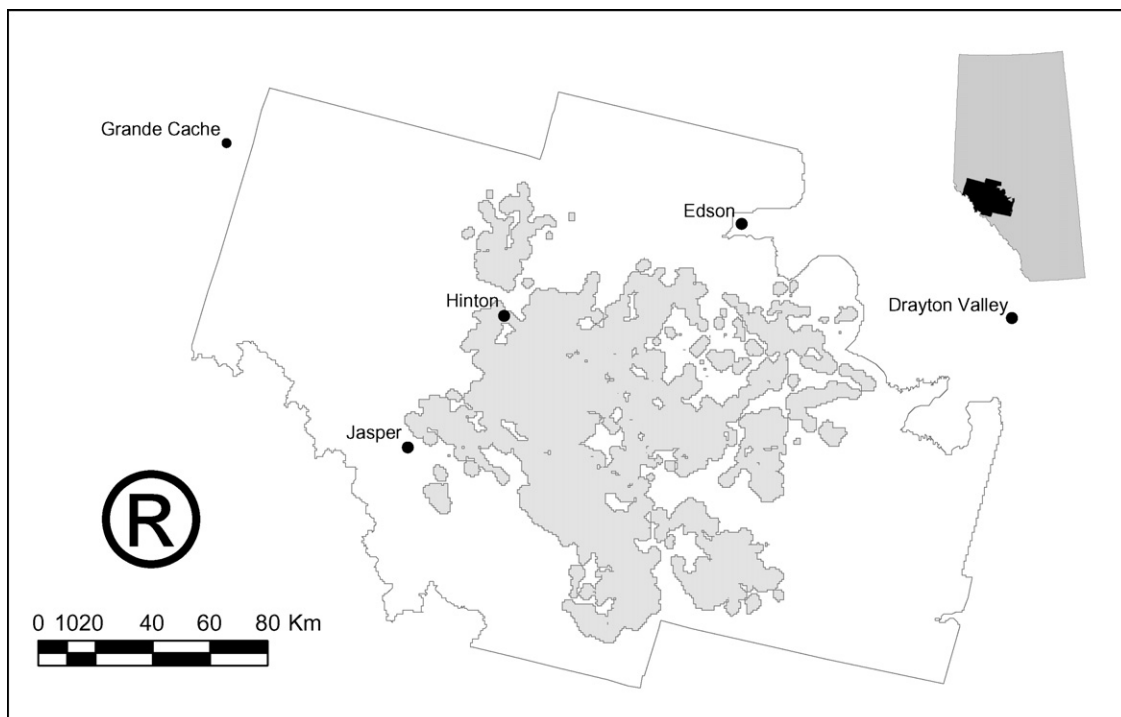 Grande Cache
Edson
Hinton
Drayton Valley
Jasper
R
0 1020 40 60 80 Km